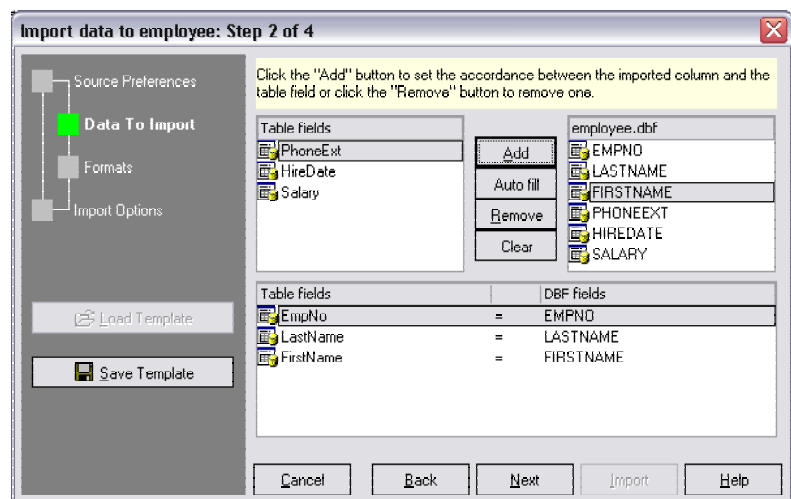 Import data to employee: Step 2 of 4
Source Preferences
Data To Import
Formats
Import Options
Load Template
Save Template
Click the "Add" button to set the accordance between the imported column and the
table field or click the "Remove" button to remove one.
Table fields
PhoneExt
HireDate
Salary
Add
Auto fill
Remove
Clear
employee.dbf
EMPNO
LASTNAME
FIRSTNAME
PHONEEXT
HIREDATE
SALARY
Table fields DBF fields
EmpNo = EMPNO
LastName = LASTNAME
FirstName = FIRSTNAME
Cancel Back Next Import Help